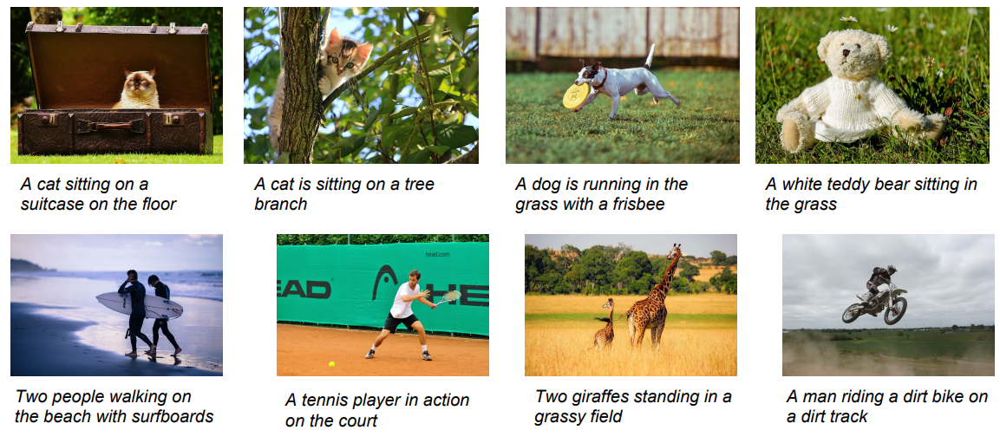 A cat sitting on a
suitcase on the floor
A cat is sitting on a tree
branch
A dog is running in the
grass with a frisbee
A white teddy bear sitting in
the grass
head.com
EAD
HE
Two people walking on
the beach with surfboards
A tennis player in action
on the court
Two giraffes standing in a
grassy field
A man riding a dirt bike on
a dirt track